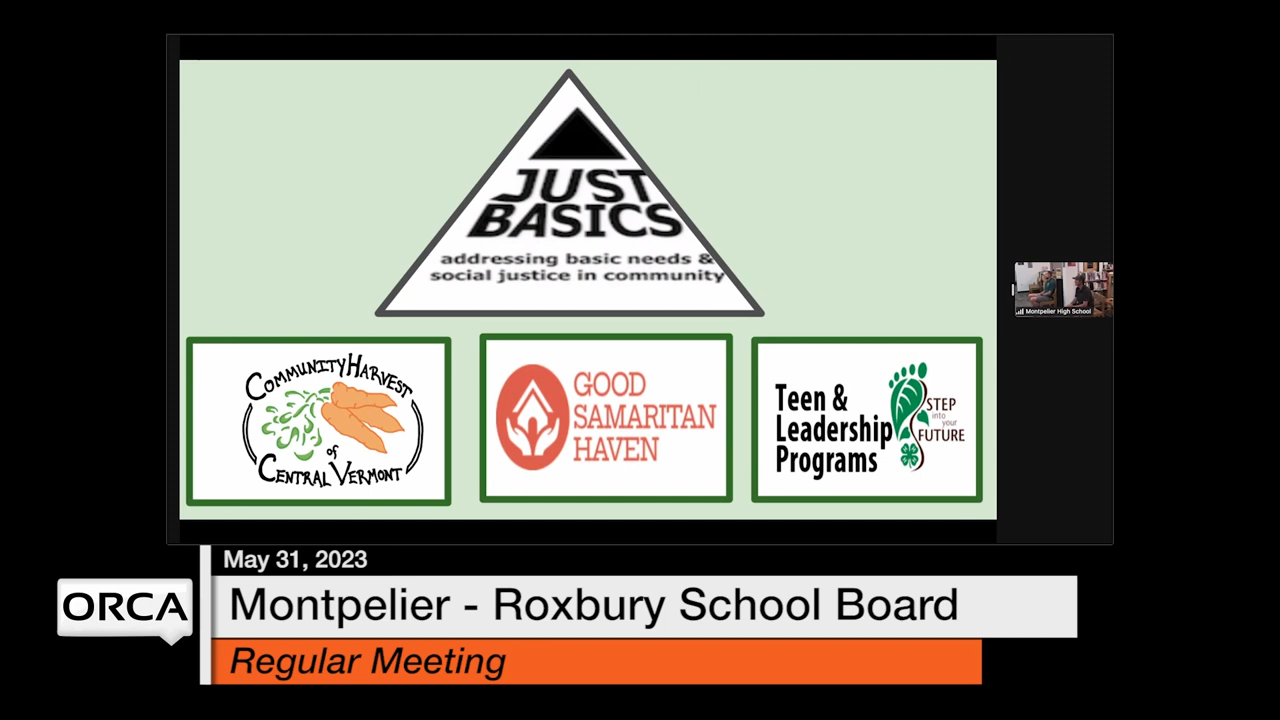 JUST
BASICS
addressing basic needs &
social justice in community
COMMUNITY HARVEST
of
CENTRAL VERMONT
GOOD
SAMARITAN
HAVEN
Teen &
Leadership
Programs
STEP
into
your
FUTURE
Montpelier High School
May 31, 2023
ORCA
Montpelier - Roxbury School Board
Regular Meeting